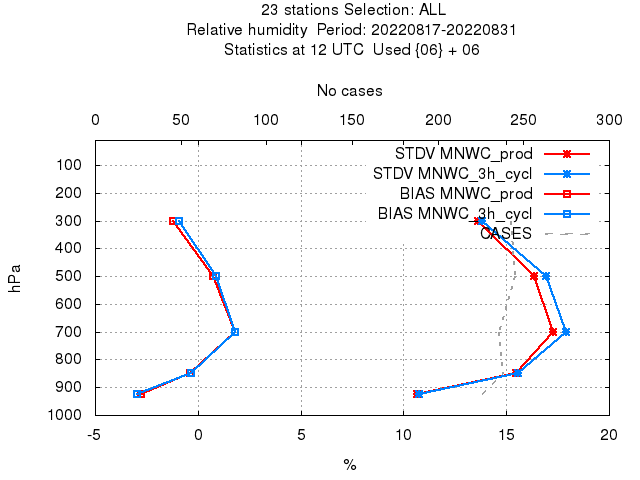 23 stations Selection: ALL
Relative humidity  Period: 20220817-20220831
Statistics at 12 UTC  Used {06} + 06
No cases
0 50 100 150 200 250 300
STDV MNWC_prod
STDV MNWC_3h_cycl
BIAS MNWC_prod
BIAS MNWC_3h_cycl
CASES
100
200
300
400
500
600
700
800
900
1000
hPa
-5 0 5 10 15 20
%